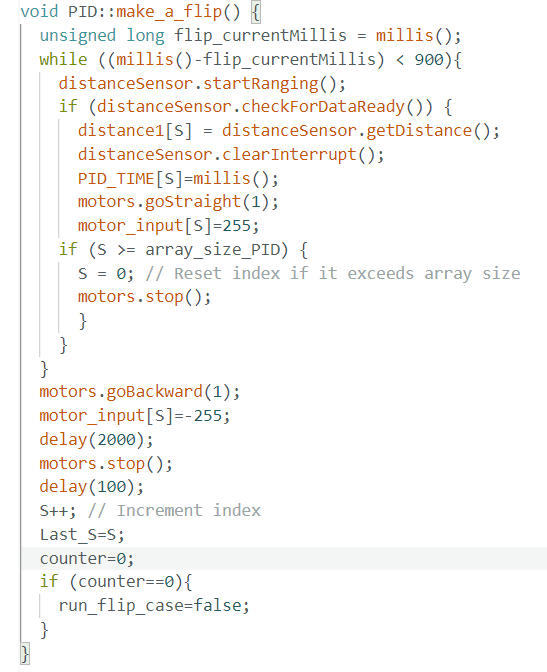 void PID::make_a_flip() {
  unsigned long flip_currentMillis = millis();
  while ((millis()-flip_currentMillis) < 900){
    distanceSensor.startRanging();
    if (distanceSensor.checkForDataReady()) {
      distance1[S] = distanceSensor.getDistance();
      distanceSensor.clearInterrupt();
      PID_TIME[S]=millis();
      motors.goStraight(1);
      motor_input[S]=255;
    if (S >= array_size_PID) {
      S = 0; // Reset index if it exceeds array size
      motors.stop();
      }
    }
  }
  motors.goBackward(1);
  motor_input[S]=-255;
  delay(2000);
  motors.stop();
  delay(100);
  S++; // Increment index
  Last_S=S;
  counter=0;
  if (counter==0){
    run_flip_case=false;
  }
}